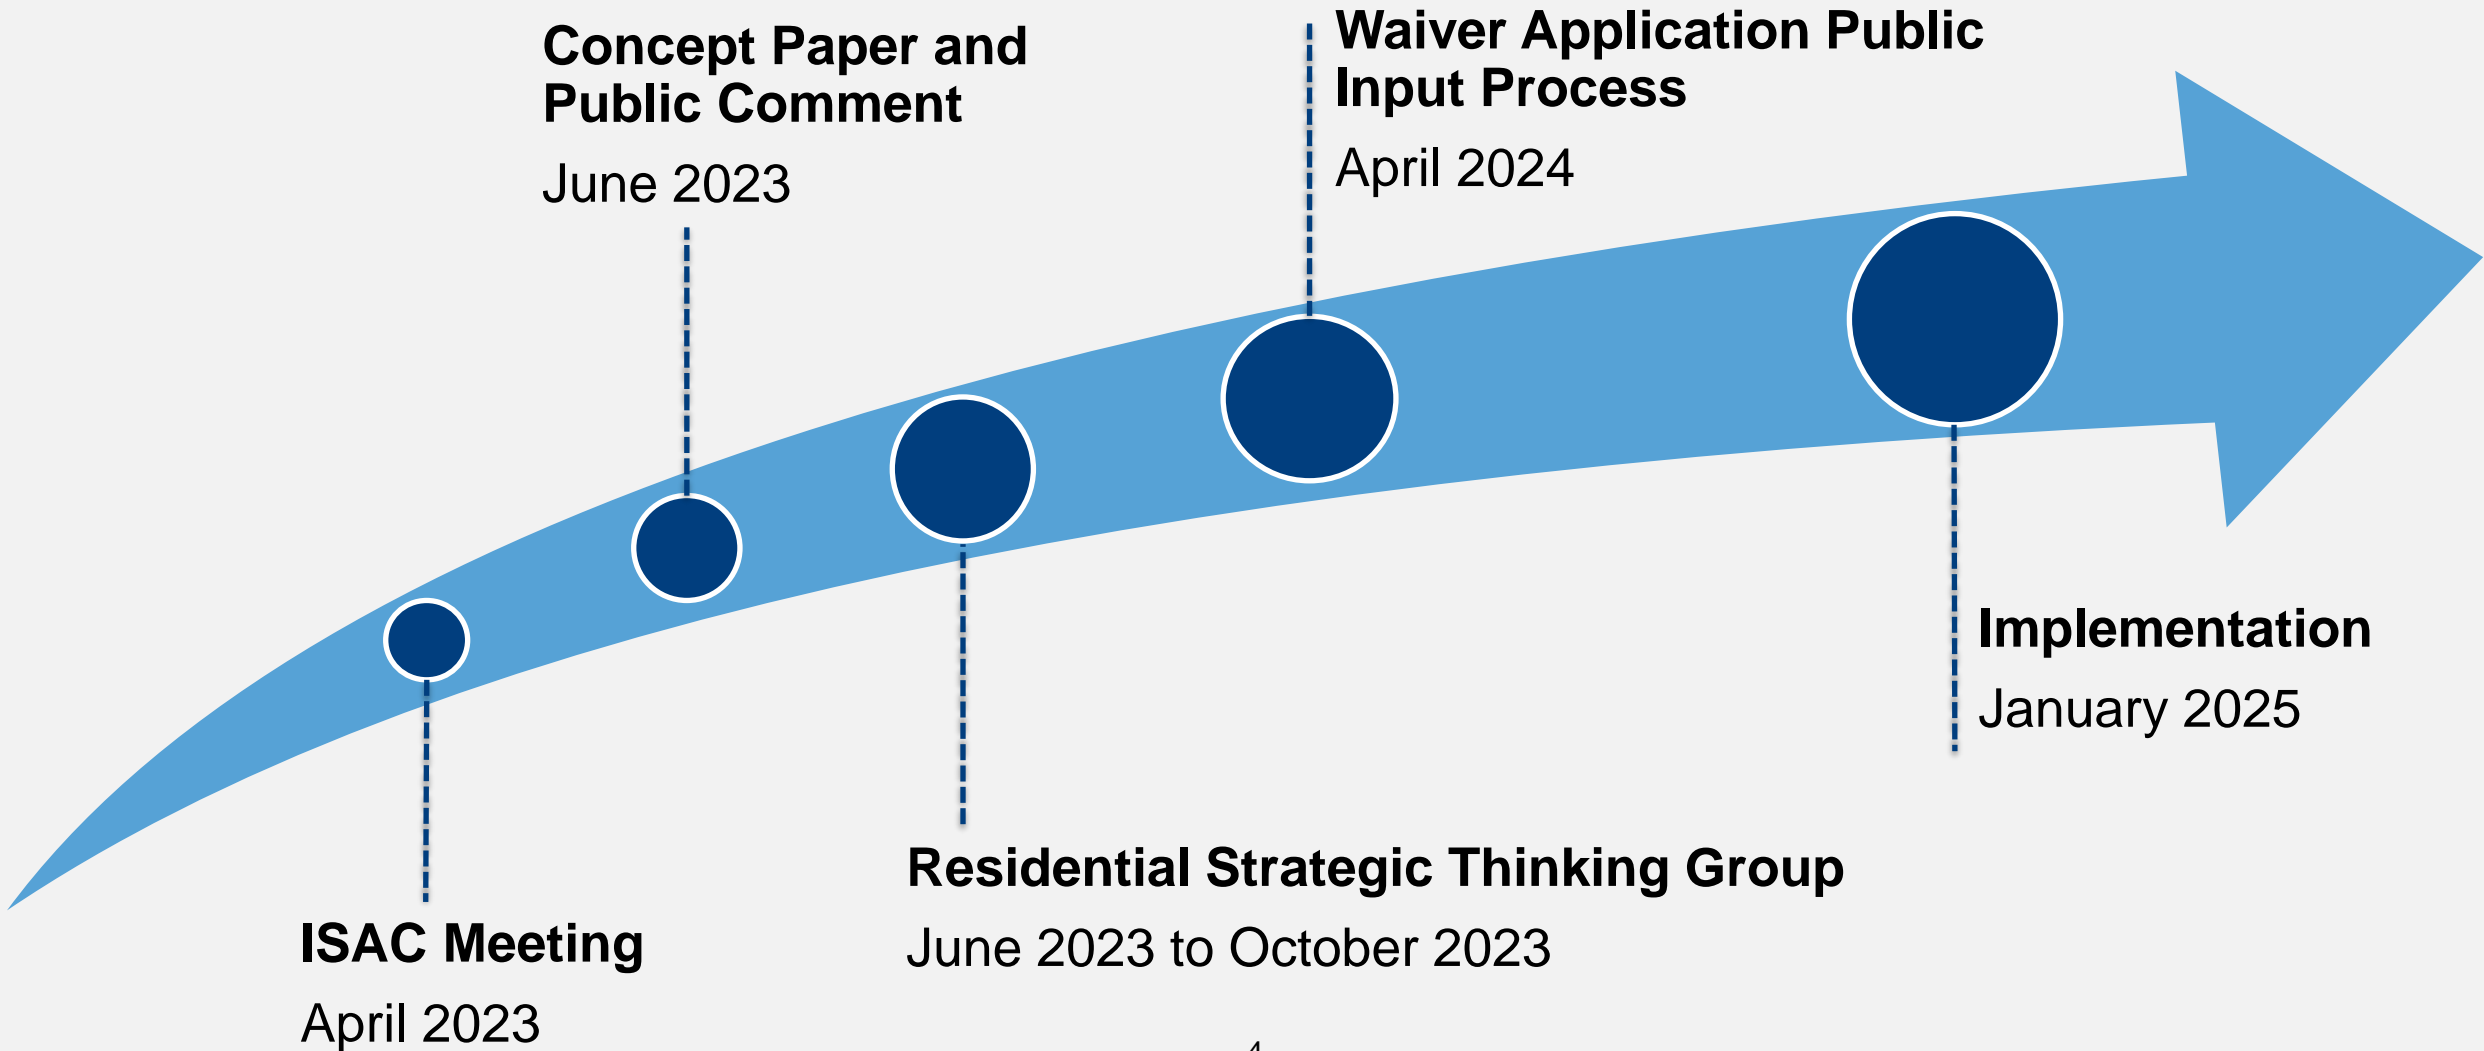 Concept Paper and
Public Comment
June 2023
Waiver Application Public
Input Process
April 2024
Implementation
January 2025
Residential Strategic Thinking Group
June 2023 to October 2023
ISAC Meeting
April 2023
4